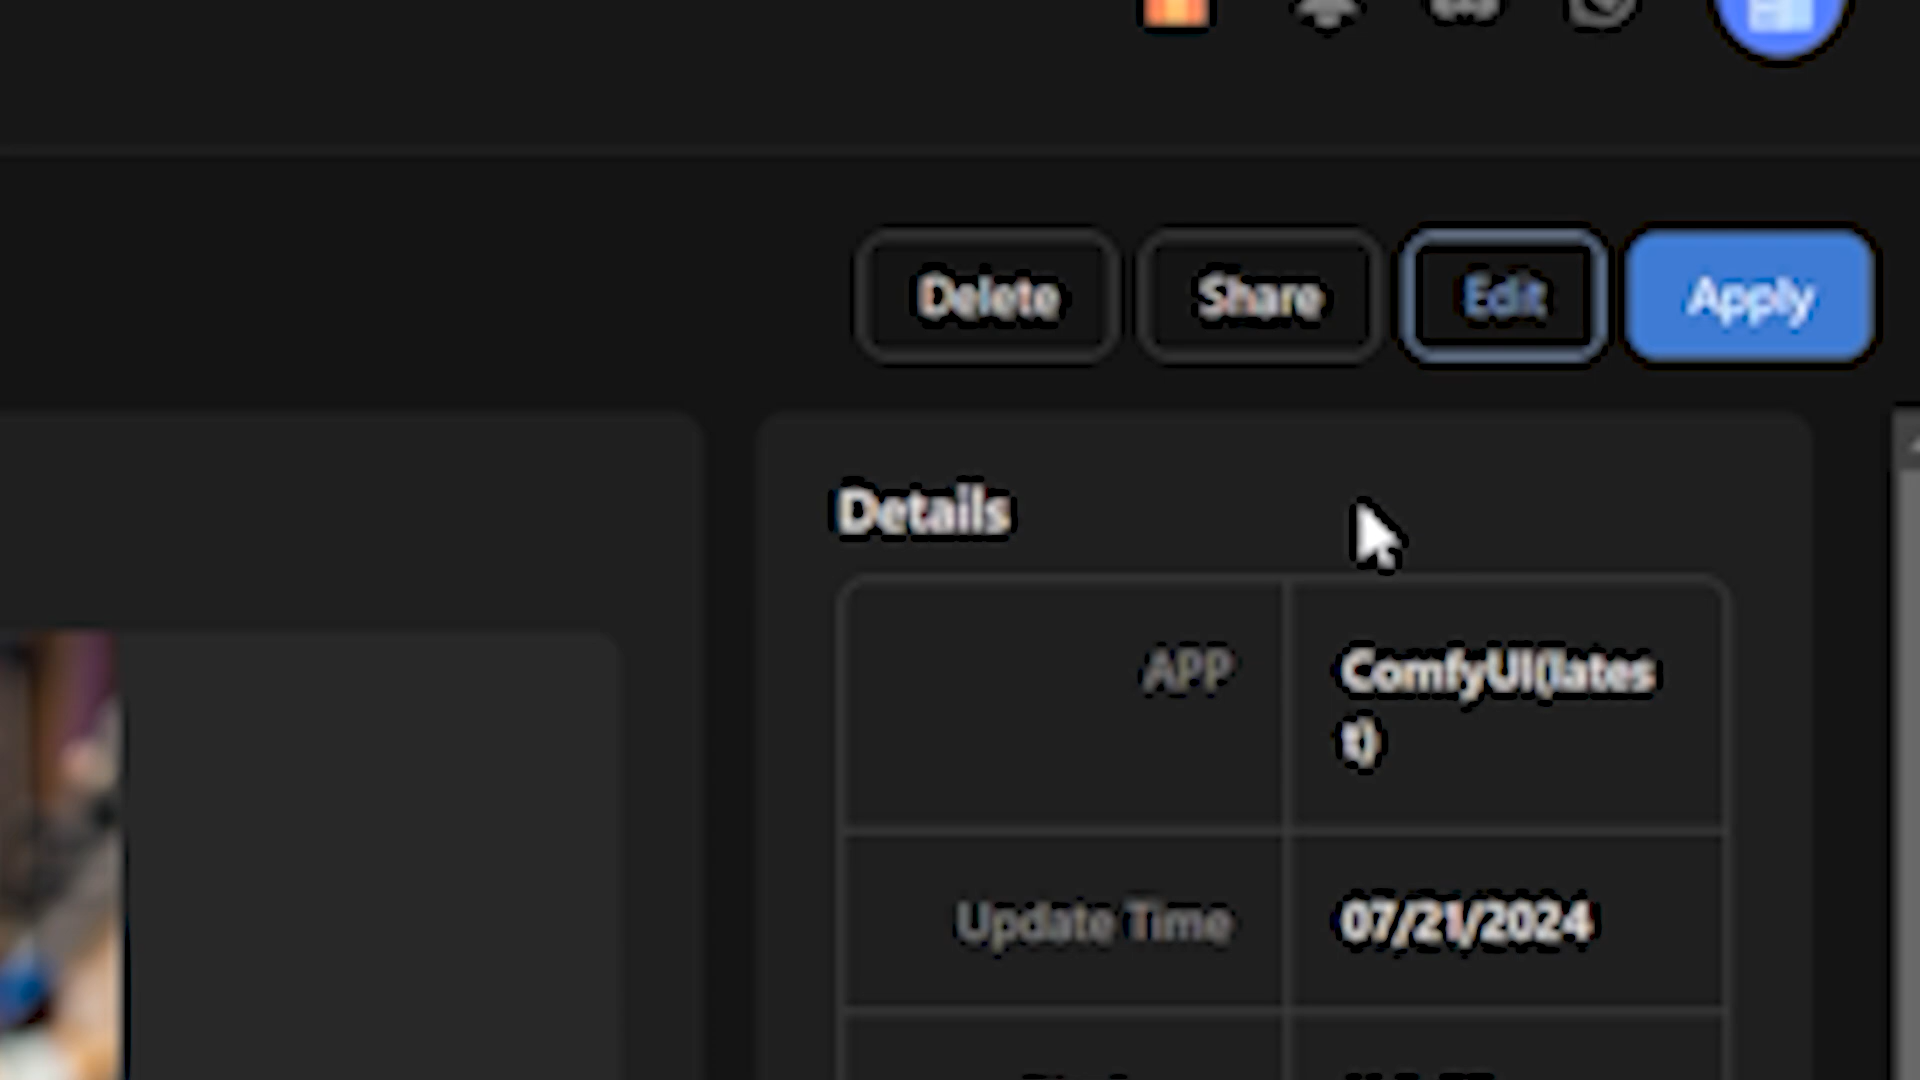 Delete Share Edit Apply
Details
APP ComfyUI(lates
t)
Update Time 07/21/2024